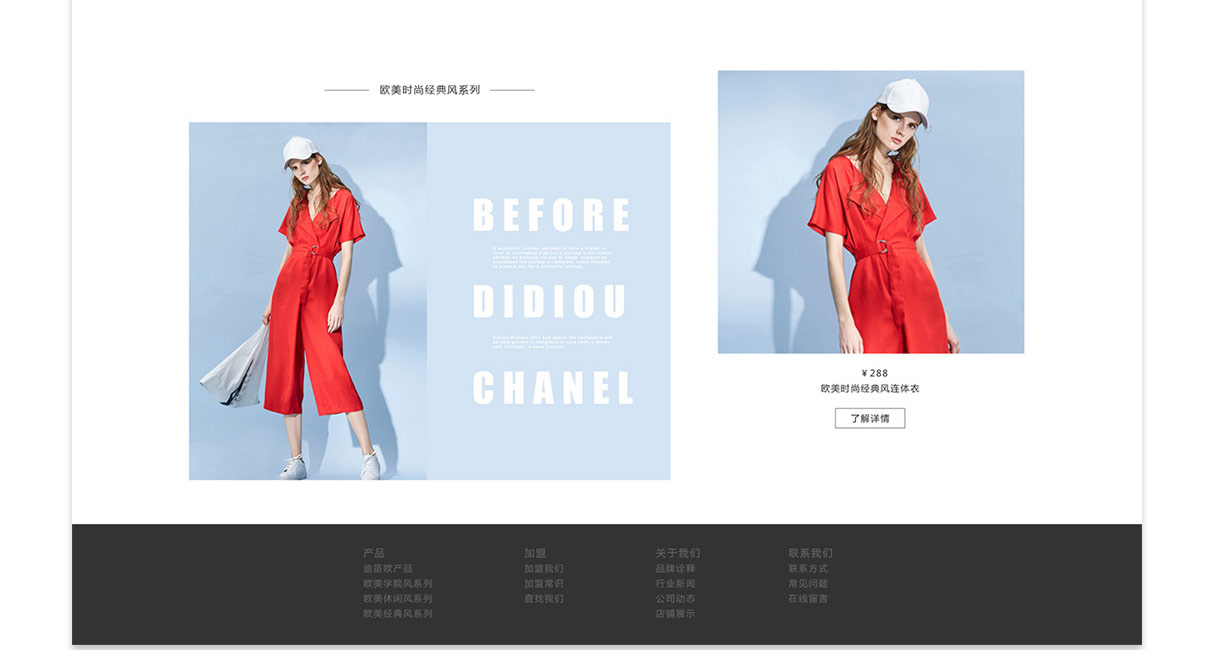 欧美时尚经典风系列
BEFORE
DIDIOU
CHANEL
¥ 288
欧美时尚经典风连体衣
了解详情
产品
迪笛欧产品
欧美学院风系列
欧美休闲风系列
欧美经典风系列
加盟
加盟我们
加盟常识
查找我们
关于我们
品牌诠释
行业新闻
公司动态
店铺展示
联系我们
联系方式
常见问题
在线留言